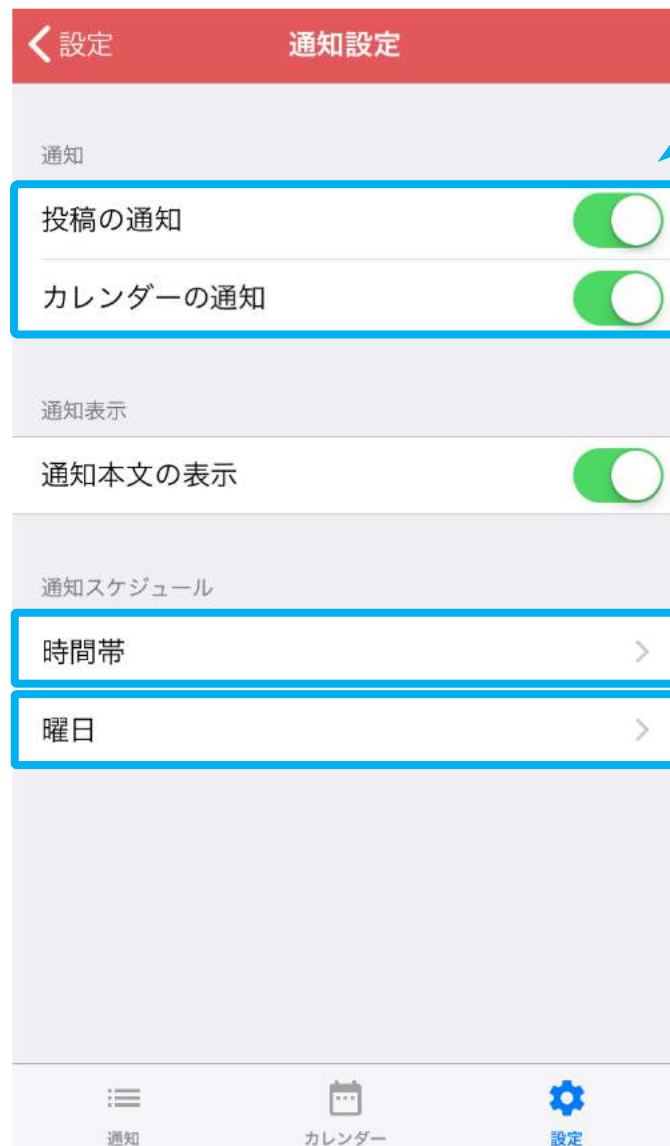 設定 通知設定
通知
投稿の通知
カレンダーの通知
通知表示
通知本文の表示
通知スケジュール
時間帯
曜日
通知 カレンダー 設定